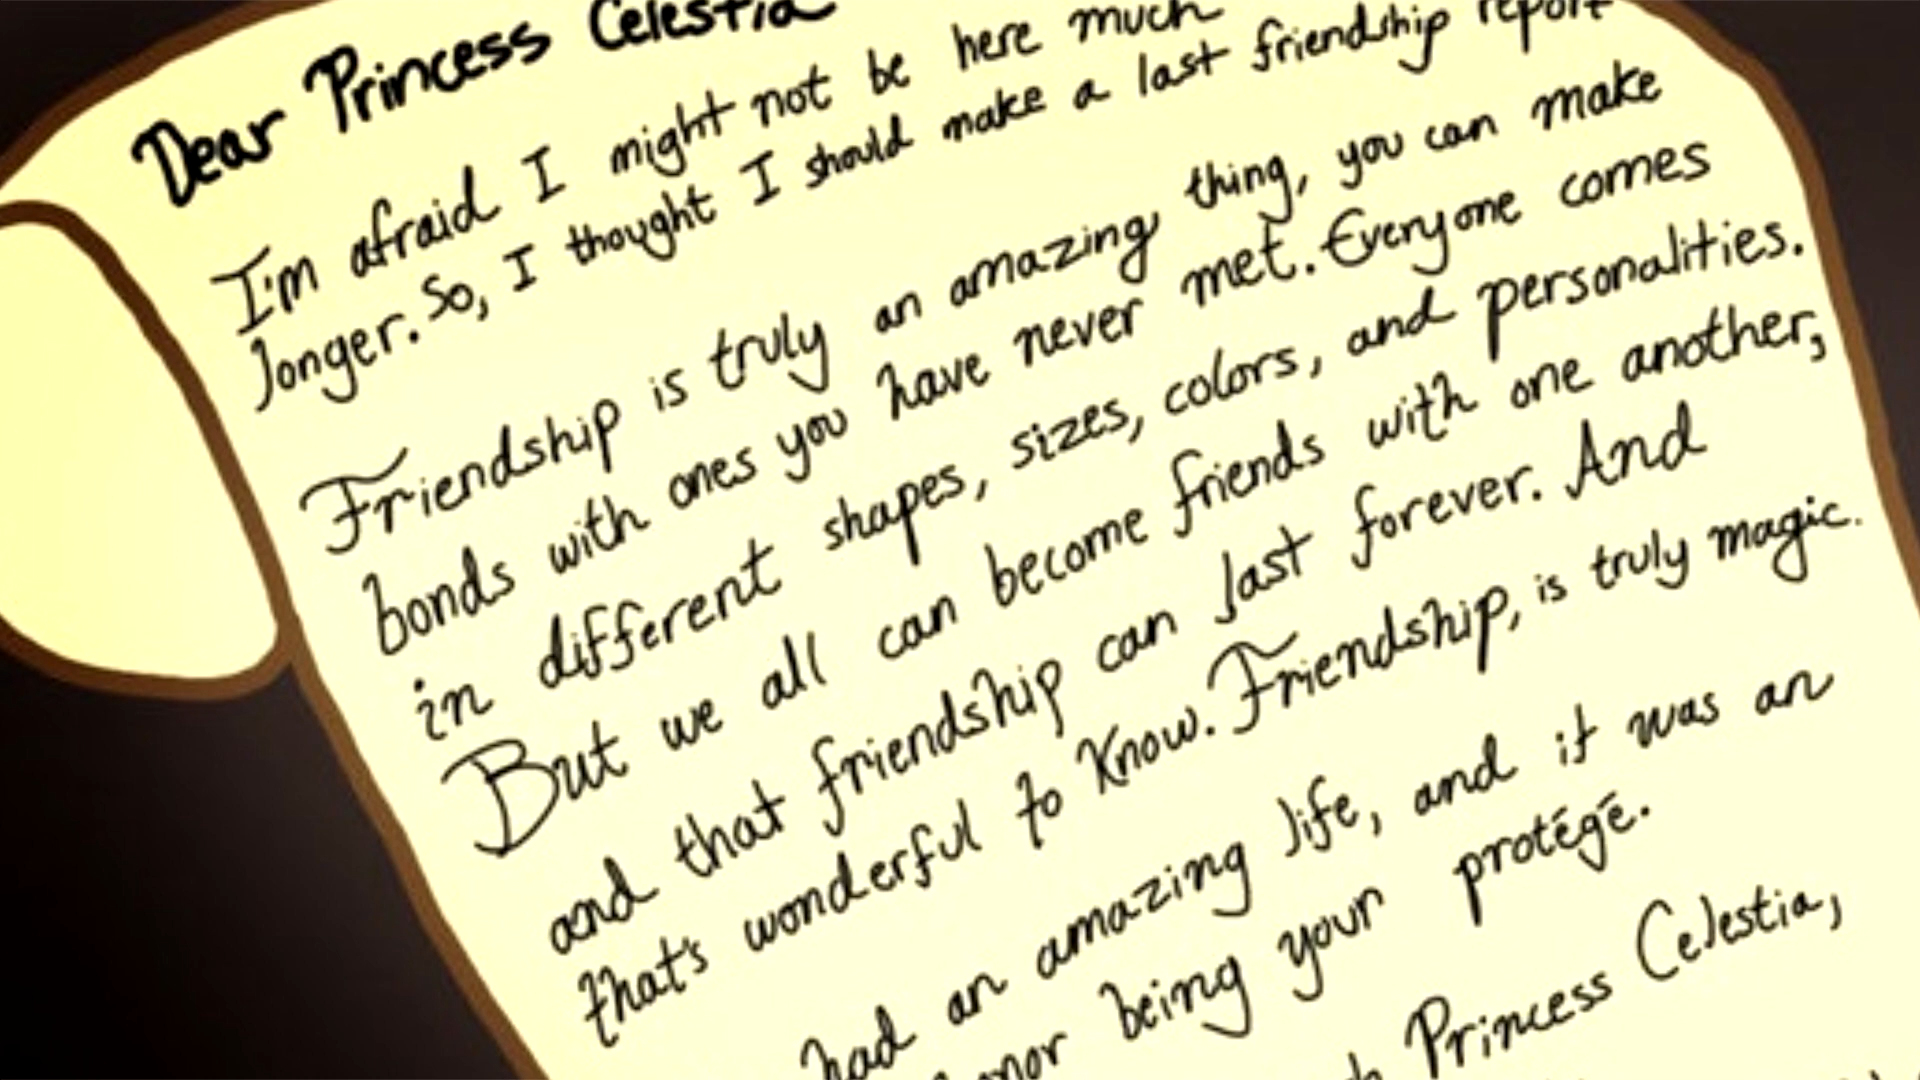 Dear Princess Celestia
I'm afraid I might not be here much
longer. So, I thought I should make a last friendship report
Friendship is truly an amazing thing, you can make
bonds with ones you have never met. Everyone comes
in different shapes, sizes, colors, and personalities.
But we all can become friends with one another,
and that friendship can last forever. And
that's wonderful to know. Friendship, is truly magic.
had an amazing life, and it was an
being your protégé.
Princess Celestia,